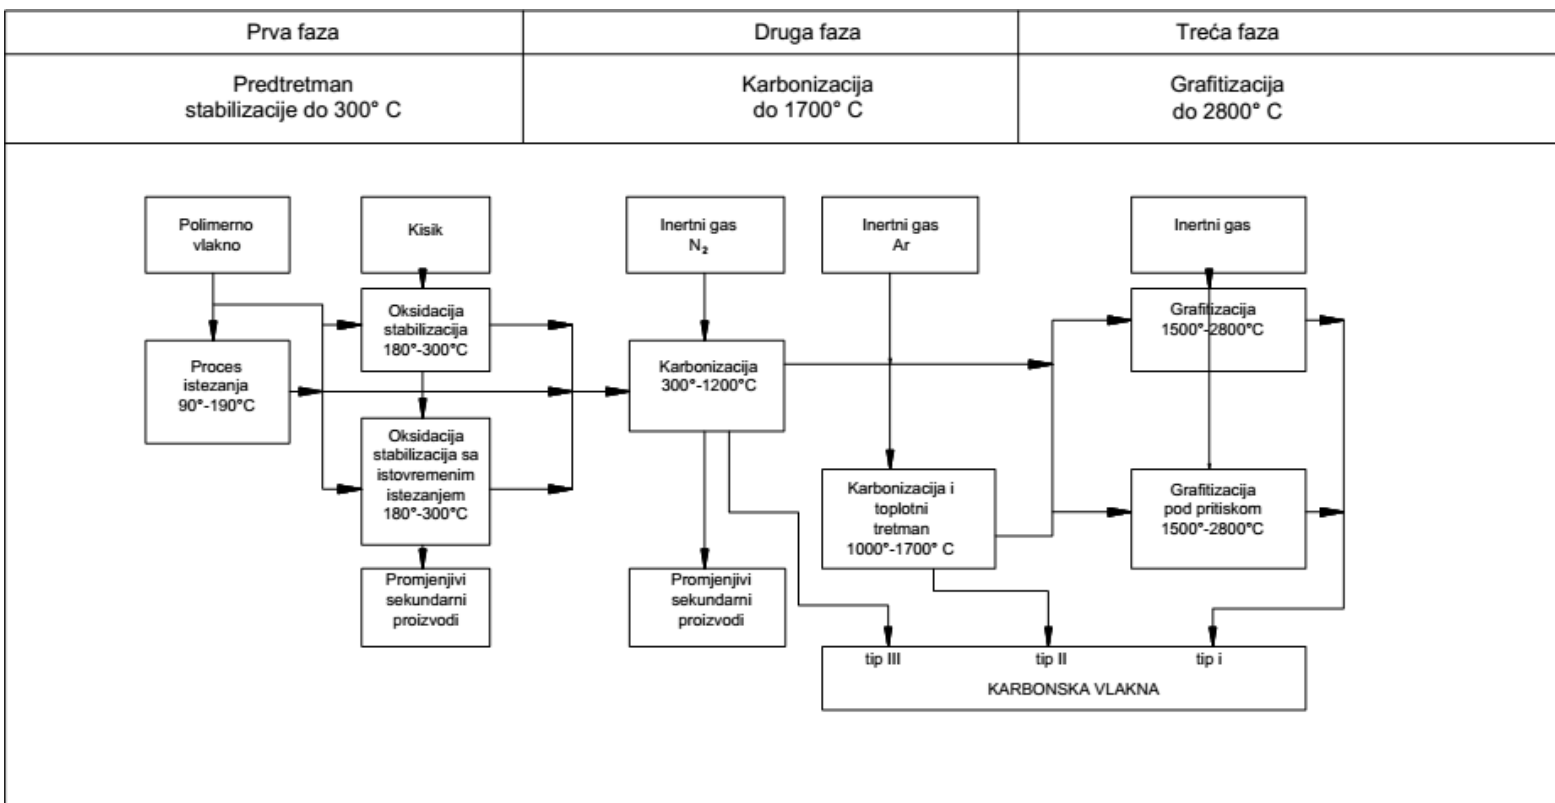 Prva faza
Druga faza
Treća faza
Predtretman
stabilizacije do 300° C
Karbonizacija
do 1700° C
Grafitizacija
do 2800° C
Polimerno
vlakno
Kisik
Inertni gas
N₂
Inertni gas
Ar
Inertni gas
Oksidacija
stabilizacija
180°-300°C
Grafitizacija
1500°-2800°C
Proces
istezanja
90°-190°C
Karbonizacija
300°-1200°C
Oksidacija
stabilizacija sa
istovremenim
istezanjem
180°-300°C
Karbonizacija i
toplotni
tretman
1000°-1700° C
Grafitizacija
pod pritiskom
1500°-2800°C
Promjenjivi
sekundarni
proizvodi
Promjenjivi
sekundarni
proizvodi
tip III
tip II
tip i
KARBONSKA VLAKNA